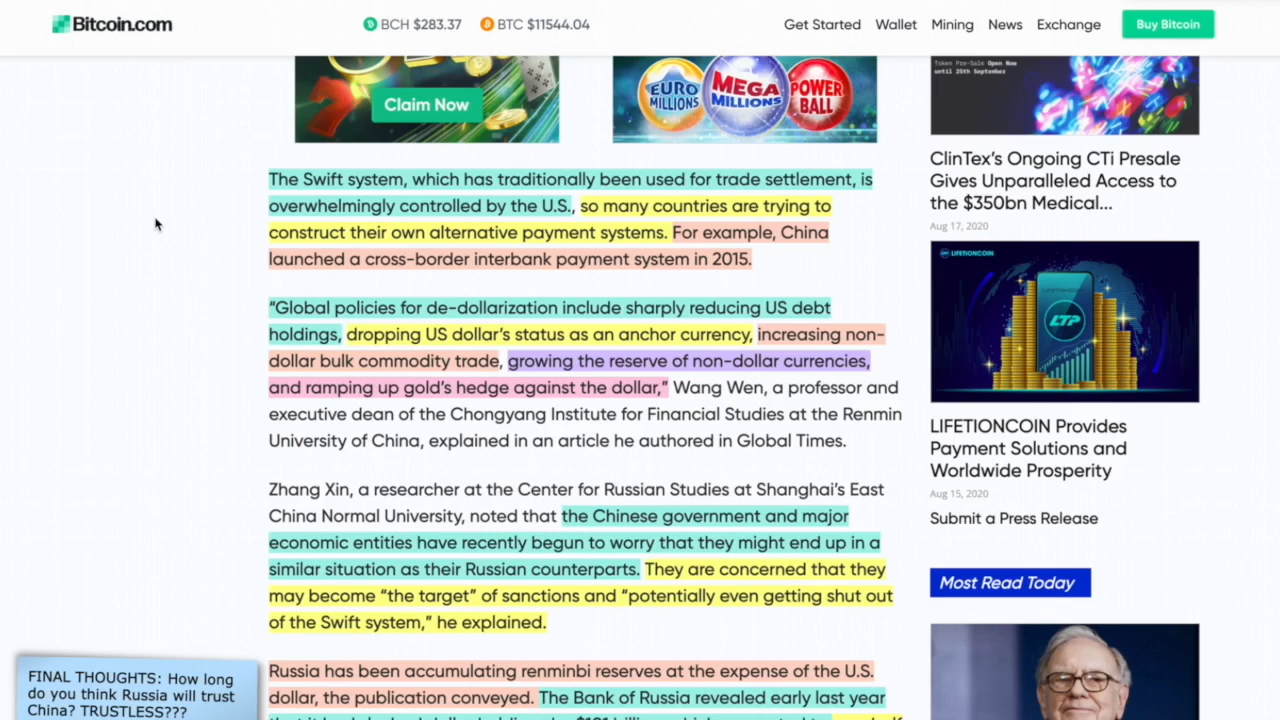 Bitcoin.com
BCH $283.37
BTC $11544.04
Get Started
Wallet
Mining
News
Exchange
Buy Bitcoin
Claim Now
EURO
MILLIONS
MEGA
MILLIONS
POWER
BALL
Token Pre-Sale Open Now
until 25th September
The Swift system, which has traditionally been used for trade settlement, is
overwhelmingly controlled by the U.S., so many countries are trying to
construct their own alternative payment systems. For example, China
launched a cross-border interbank payment system in 2015.
“Global policies for de-dollarization include sharply reducing US debt
holdings, dropping US dollar’s status as an anchor currency, increasing non-
dollar bulk commodity trade, growing the reserve of non-dollar currencies,
and ramping up gold’s hedge against the dollar,” Wang Wen, a professor and
executive dean of the Chongyang Institute for Financial Studies at the Renmin
University of China, explained in an article he authored in Global Times.
Zhang Xin, a researcher at the Center for Russian Studies at Shanghai’s East
China Normal University, noted that the Chinese government and major
economic entities have recently begun to worry that they might end up in a
similar situation as their Russian counterparts. They are concerned that they
may become “the target” of sanctions and “potentially even getting shut out
of the Swift system,” he explained.
Russia has been accumulating renminbi reserves at the expense of the U.S.
dollar, the publication conveyed. The Bank of Russia revealed early last year
ClinTex’s Ongoing CTi Presale
Gives Unparalleled Access to
the $350bn Medical...
Aug 17, 2020
LIFETIONCOIN
LTP
LIFETIONCOIN Provides
Payment Solutions and
Worldwide Prosperity
Aug 15, 2020
Submit a Press Release
Most Read Today
FINAL THOUGHTS: How long
do you think Russia will trust
China? TRUSTLESS???